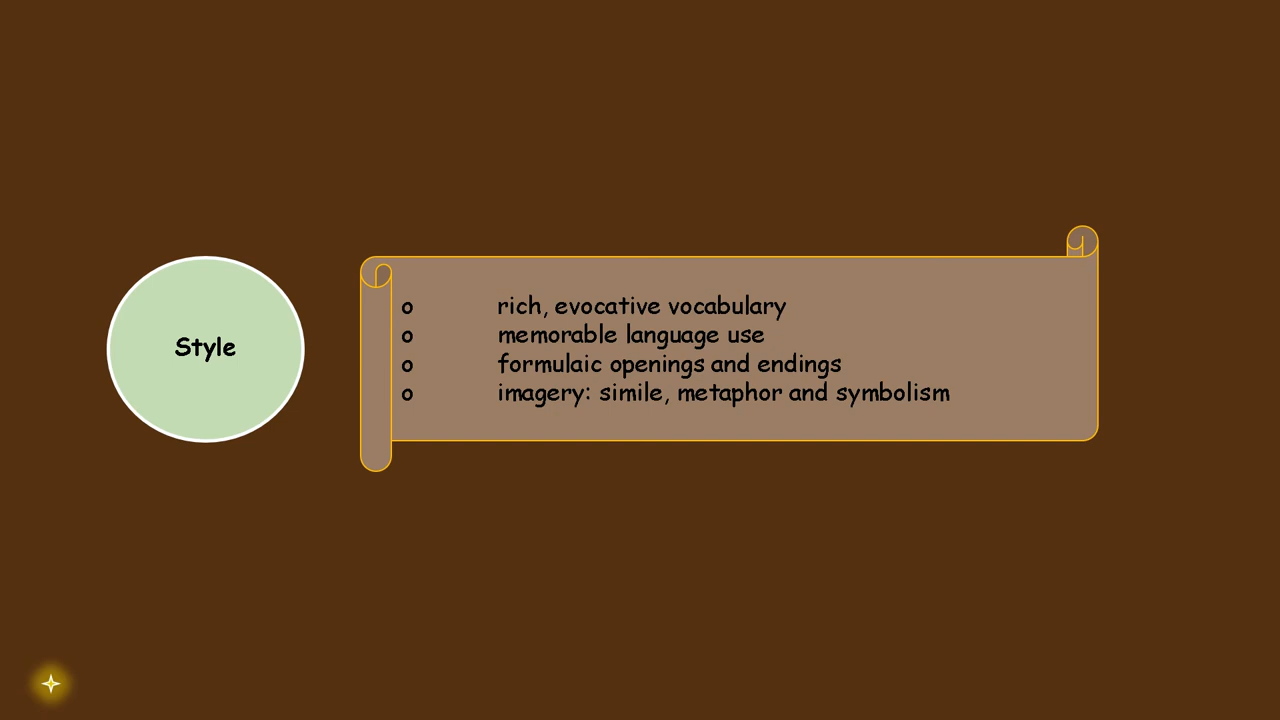 Style
o rich, evocative vocabulary
o memorable language use
o formulaic openings and endings
o imagery: simile, metaphor and symbolism